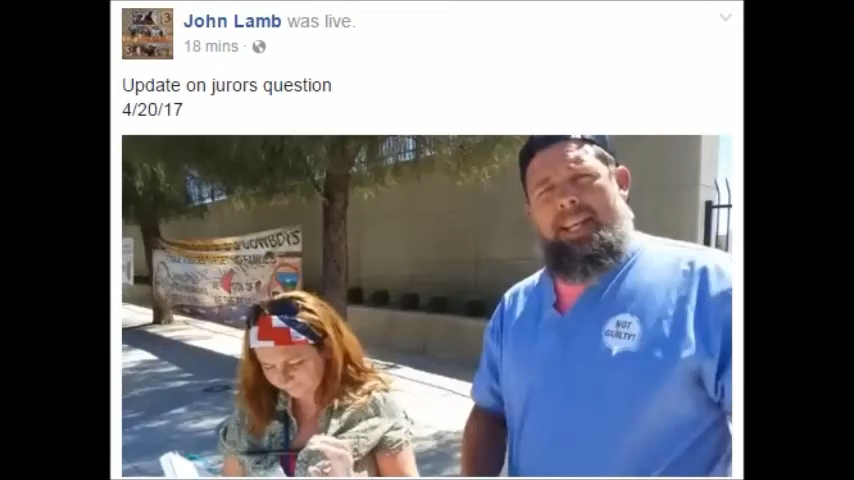 John Lamb was live.
18 mins ·
Update on jurors question
4/20/17
COWBOYS
NOT
GUILTY!